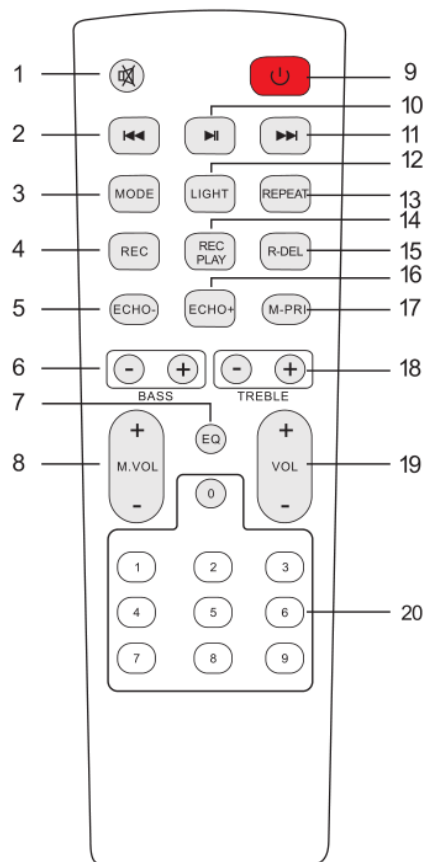 1 9
10
2 11
12
3 MODE LIGHT REPEAT 13
14
4 REC REC PLAY R-DEL 15
16
5 ECHO- ECHO+ M-PRI 17
6 - + - + 18
BASS TREBLE
7 EQ
8 + M.VOL - + VOL - 19
0
1 2 3
4 5 6 20
7 8 9